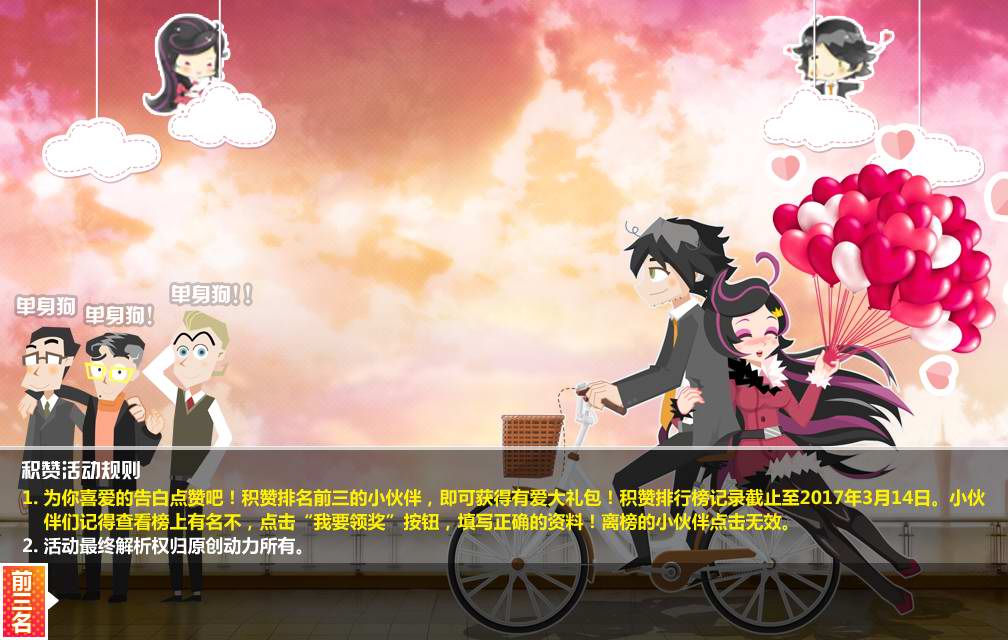 单身狗
单身狗！
单身狗！！
积赞活动规则
1. 为你喜爱的告白点赞吧！积赞排名前三的小伙伴，即可获得有爱大礼包！积赞排行榜记录截止至2017年3月14日。小伙
伴们记得查看榜上有名不，点击“我要领奖”按钮，填写正确的资料！离榜的小伙伴点击无效。
2. 活动最终解析权归原创动力所有。
前三名